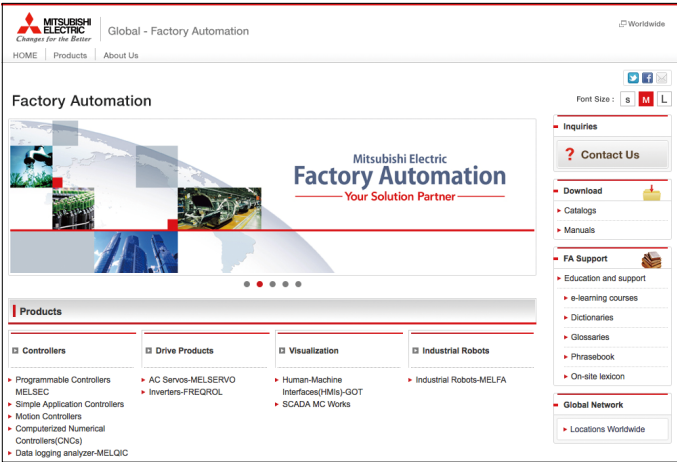 MITSUBISHI
ELECTRIC
Changes for the Better
Global - Factory Automation
Worldwide
HOME
Products
About Us
Factory Automation
Font Size :
S
M
L
Mitsubishi Electric
Factory Automation
Your Solution Partner
Inquiries
? Contact Us
Download
Catalogs
Manuals
FA Support
Education and support
e-learning courses
Dictionaries
Glossaries
Phrasebook
On-site lexicon
Global Network
Locations Worldwide
Products
Controllers
Programmable Controllers
MELSEC
Simple Application Controllers
Motion Controllers
Computerized Numerical
Controllers(CNCs)
Data logging analyzer-MELQIC
Drive Products
AC Servos-MELSERVO
Inverters-FREQROL
Visualization
Human-Machine
Interfaces(HMIs)-GOT
SCADA MC Works
Industrial Robots
Industrial Robots-MELFA